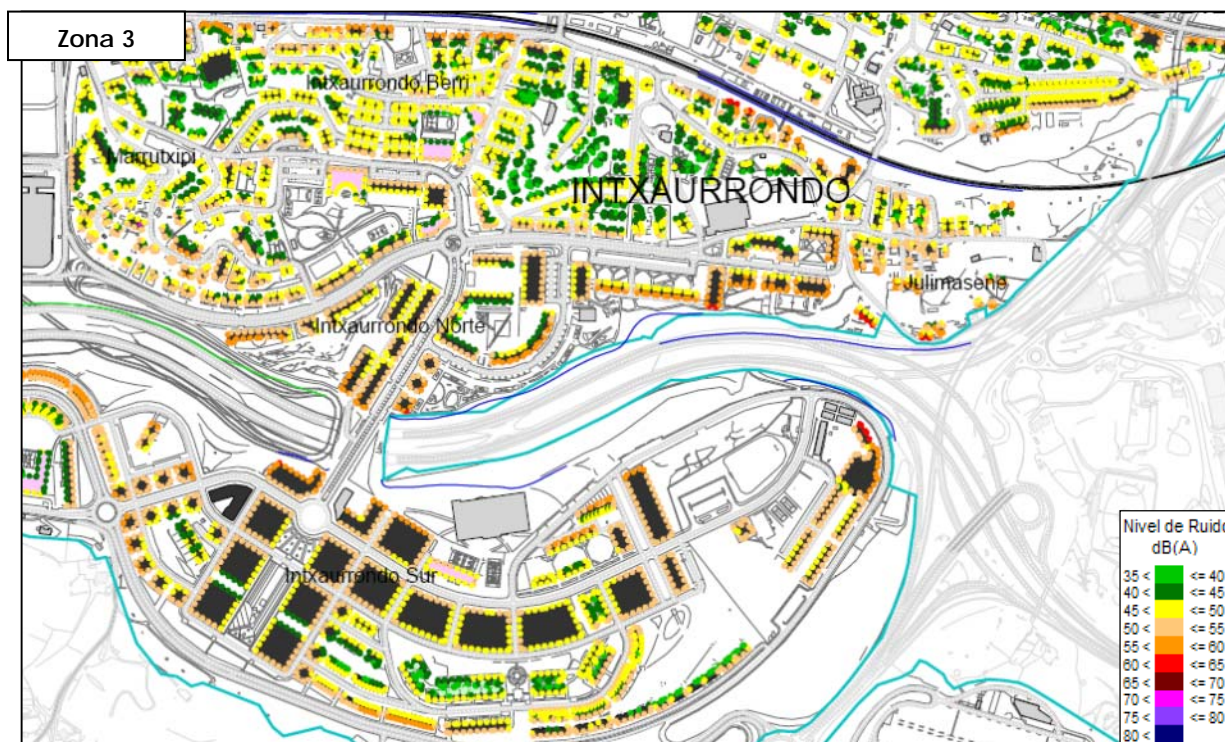 Zona 3
Intxaurrondo Berri
Marrutxipi
INTXAURRONDO
Julimasene
Intxaurrondo Norte
Intxaurrondo Sur
Nivel de Ruido
dB(A)
35 < <= 40
40 < <= 45
45 < <= 50
50 < <= 55
55 < <= 60
60 < <= 65
65 < <= 70
70 < <= 75
75 < <= 80
80 <